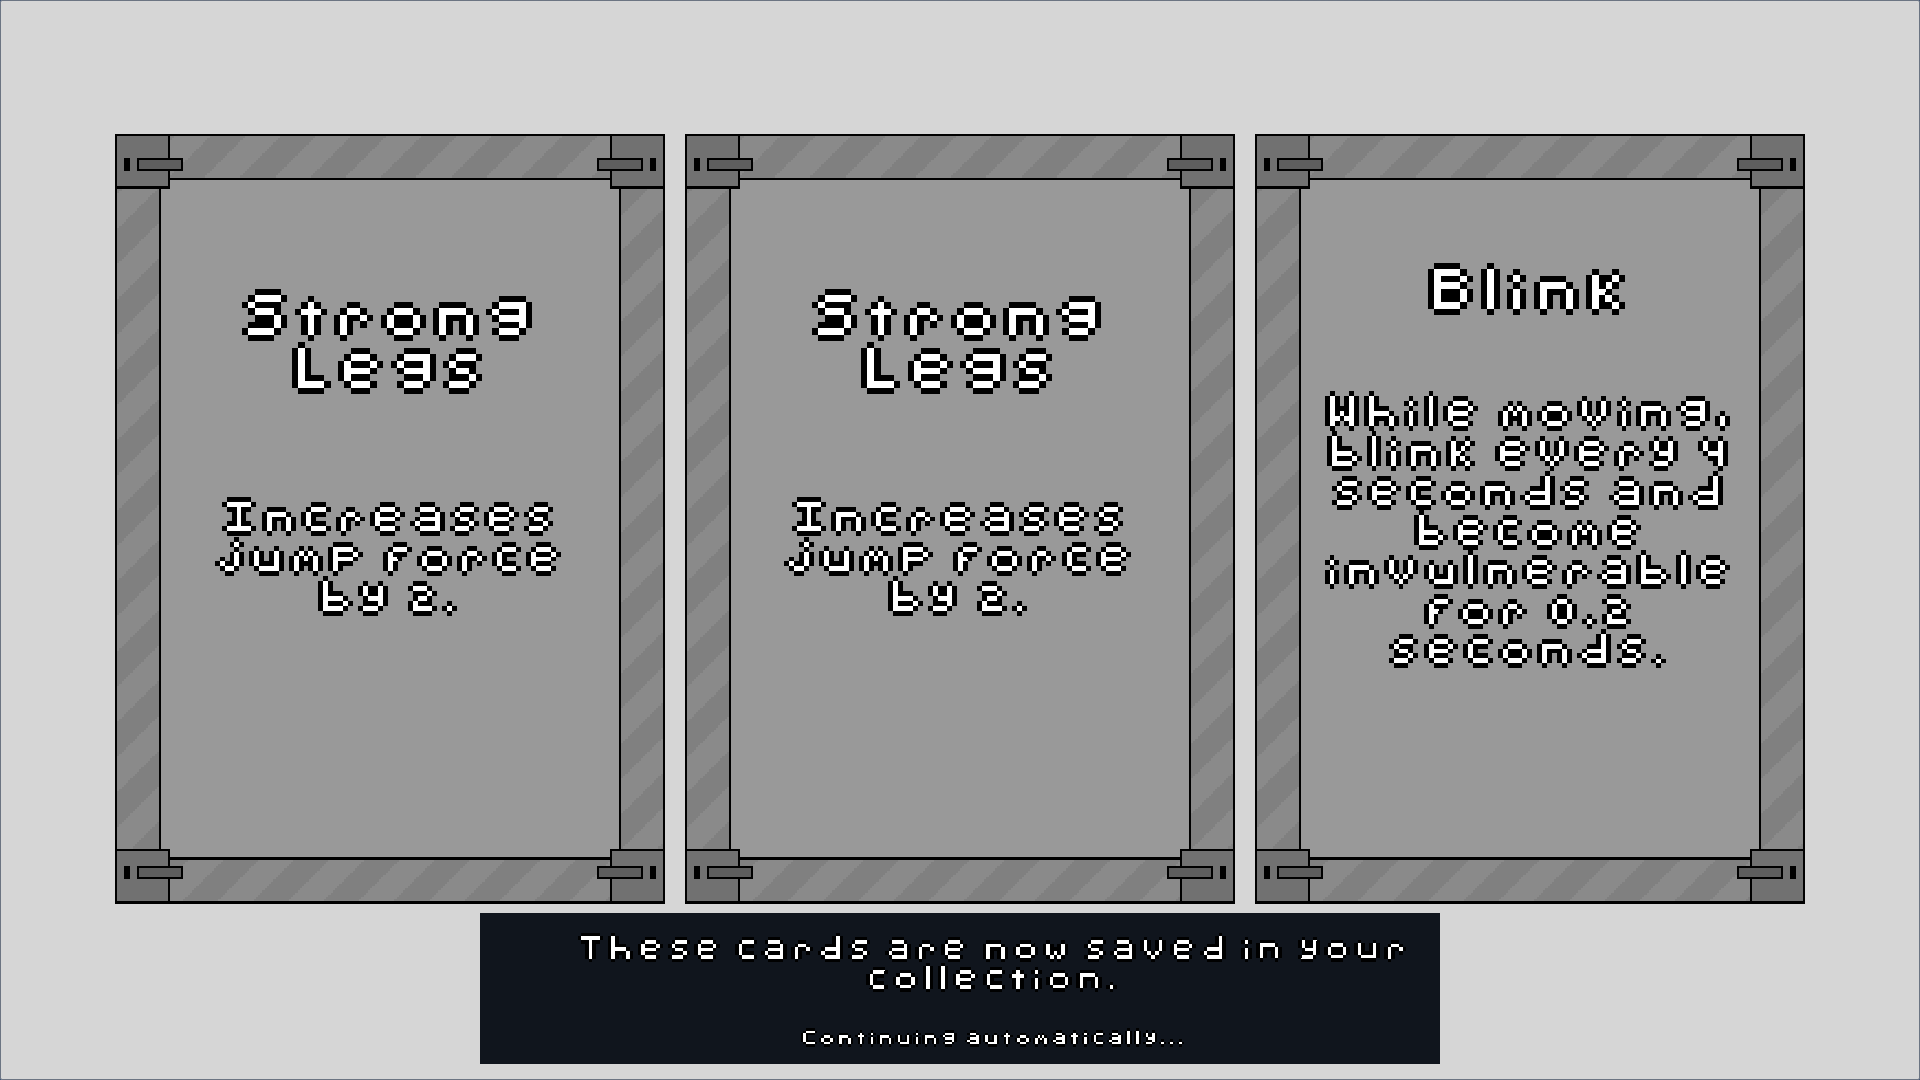 Strong
Legs
Increases
jump force
by 2.
Strong
Legs
Increases
jump force
by 2.
Blink
While moving,
blink every 4
seconds and
become
invulnerable
for 0.2
seconds.
These cards are now saved in your
collection.
Continuing automatically...